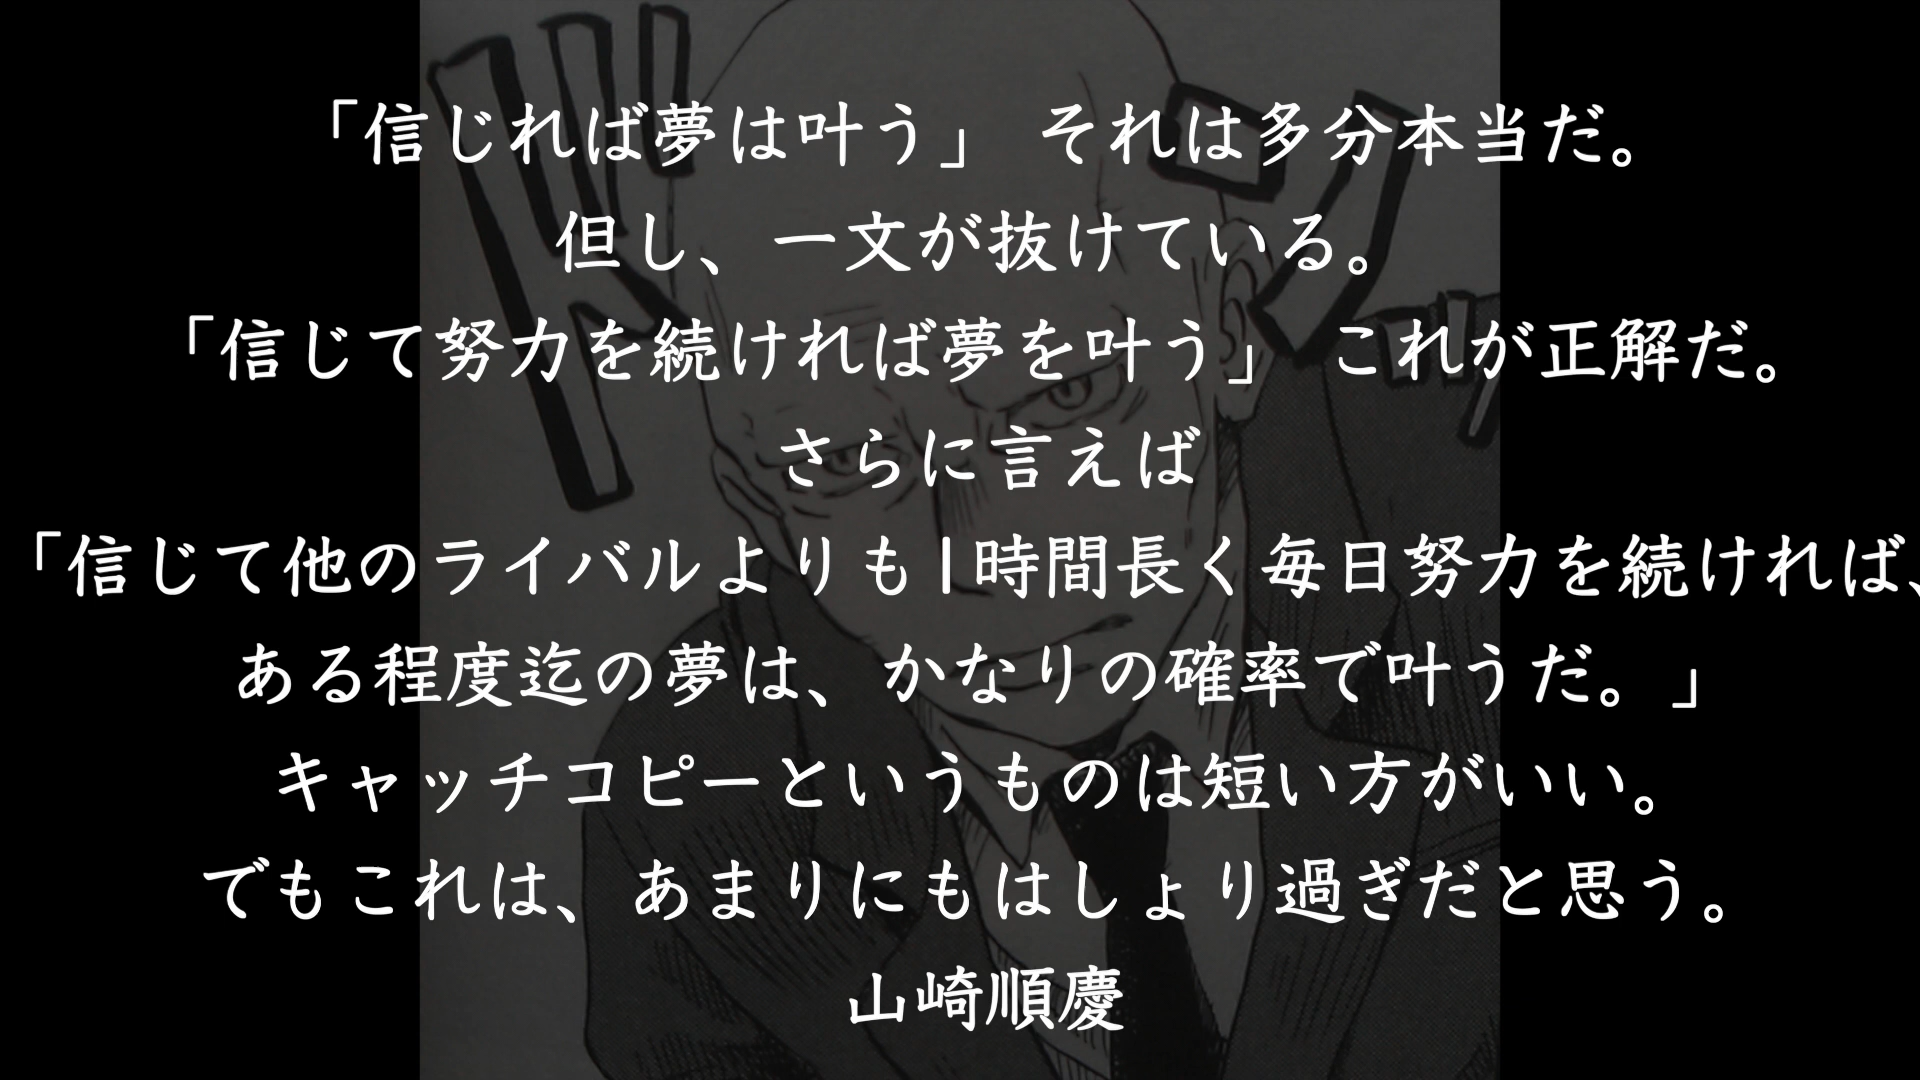 「信じれば夢は叶う」 それは多分本当だ。
但し、一文が抜けている。
「信じて努力を続ければ夢を叶う」 これが正解だ。
さらに言えば
「信じて他のライバルよりも1時間長く毎日努力を続ければ、
ある程度迄の夢は、かなりの確率で叶うだ。」
キャッチコピーというものは短い方がいい。
でもこれは、あまりにもはしょり過ぎだと思う。
山崎順慶